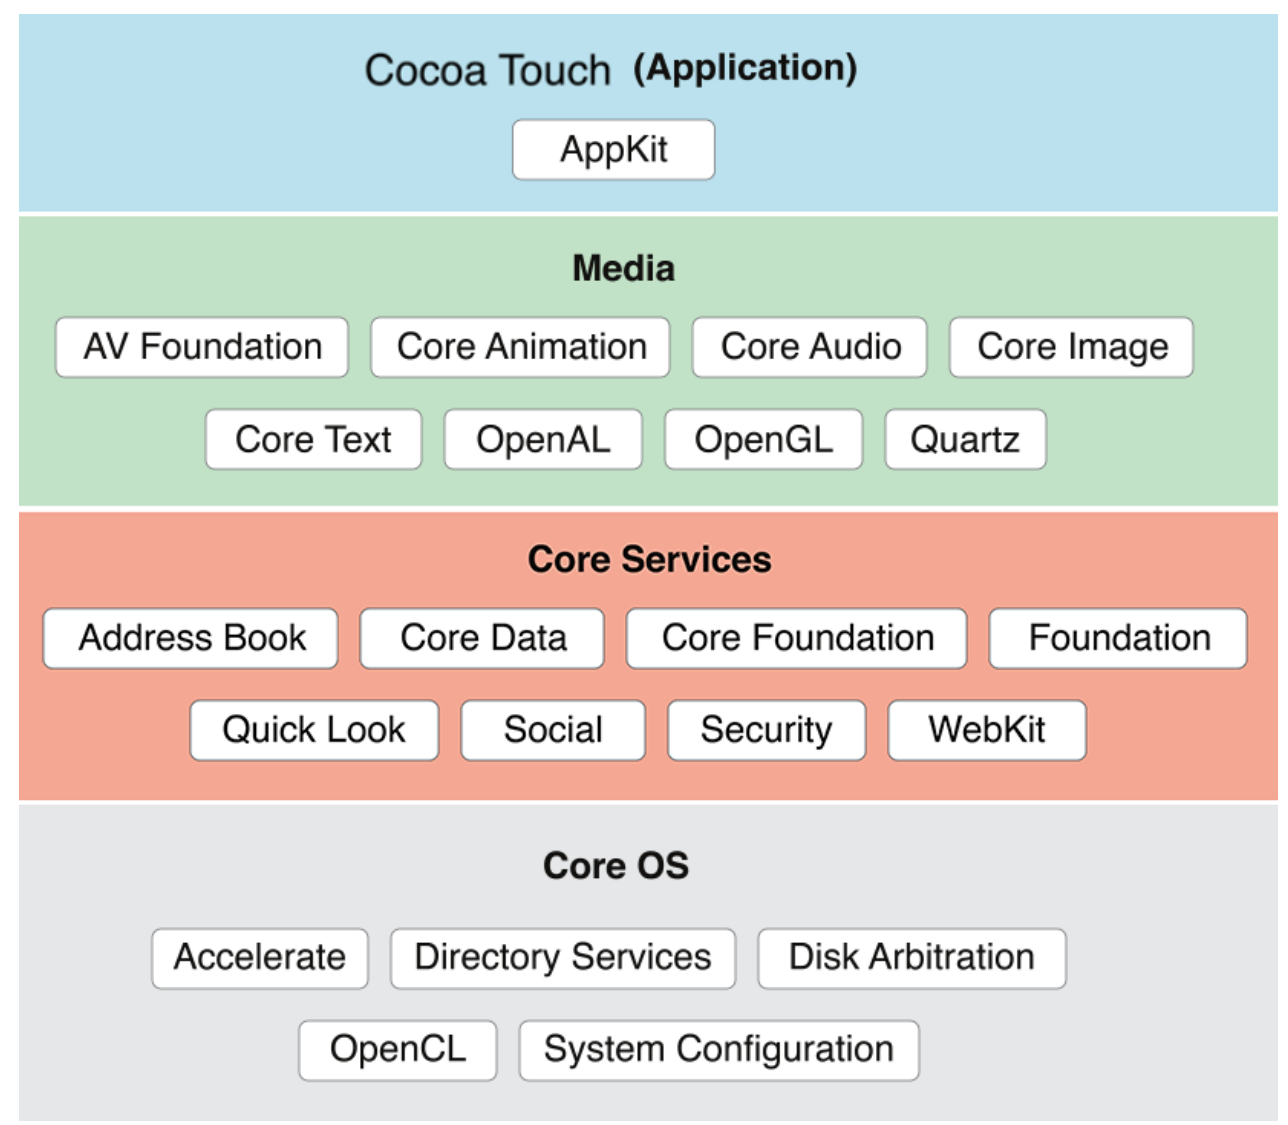 Cocoa Touch (Application)
AppKit
Media
AV Foundation Core Animation Core Audio Core Image
Core Text OpenAL OpenGL Quartz
Core Services
Address Book Core Data Core Foundation Foundation
Quick Look Social Security WebKit
Core OS
Accelerate Directory Services Disk Arbitration
OpenCL System Configuration